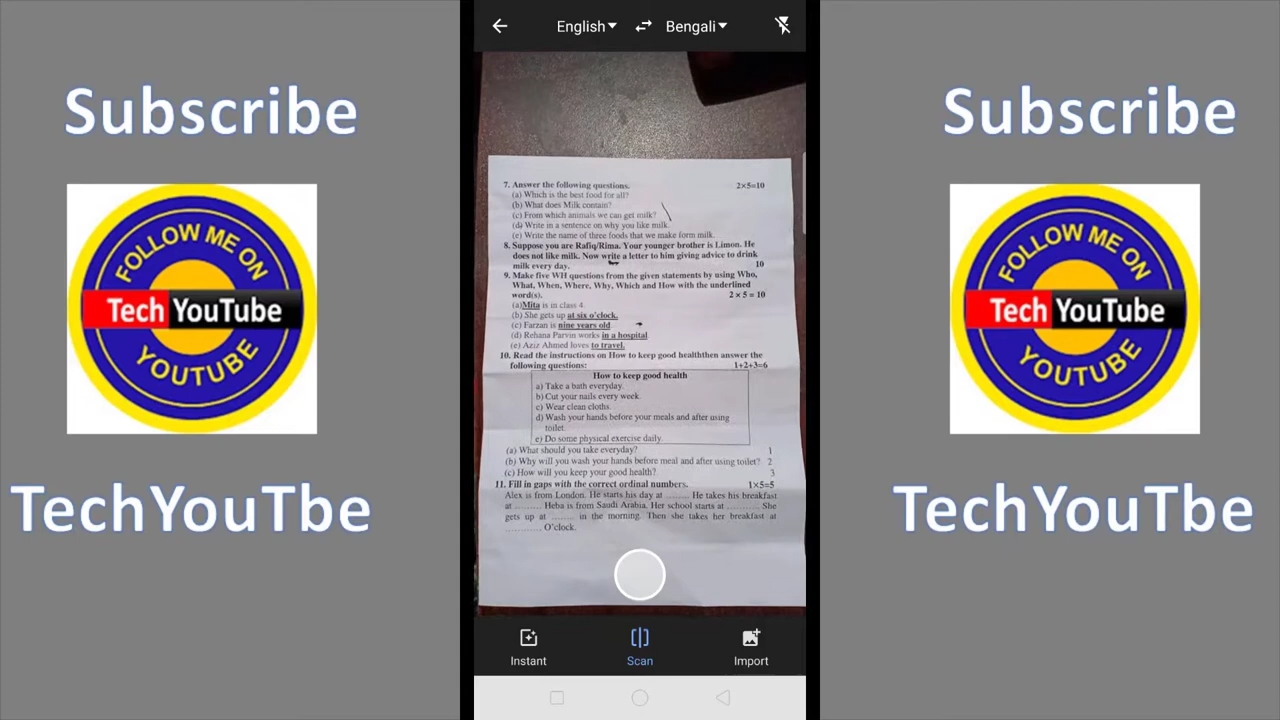 Subscribe
FOLLOW ME ON
Tech YouTube
YOUTUBE
TechYouTbe
English
Bengali
7. Answer the following questions. 2×5=10
(a) Which is the best food for all?
(b) What does Milk contain?
(c) From which animals we can get milk?
(d) Write in a sentence on why you like milk.
(e) Write the name of three foods that we make form milk.
8. Suppose you are Rafiq/Rima. Your younger brother is Limon. He
does not like milk. Now write a letter to him giving advice to drink
milk every day. 10
9. Make five WH questions from the given statements by using Who,
What, When, Where, Why, Which and How with the underlined
word(s). 2 × 5 = 10
(a)Mita is in class 4.
(b) She gets up at six o'clock.
(c) Farzan is nine years old.
(d) Rehana Parvin works in a hospital.
(e) Aziz Ahmed loves to travel.
10. Read the instructions on How to keep good healththen answer the
following questions: 1+2+3=6
How to keep good health
a) Take a bath everyday.
b) Cut your nails every week.
c) Wear clean cloths.
d) Wash your hands before your meals and after using
toilet.
e) Do some physical exercise daily.
(a) What should you take everyday? 1
(b) Why will you wash your hands before meal and after using toilet? 2
(c) How will you keep your good health? 3
11. Fill in gaps with the correct ordinal numbers. 1×5=5
Alex is from London. He starts his day at ........ He takes his breakfast
at ......... Heba is from Saudi Arabia. Her school starts at .......... She
gets up at ........ in the morning. Then she takes her breakfast at
............ O'clock.
Instant
Scan
Import
Subscribe
FOLLOW ME ON
Tech YouTube
YOUTUBE
TechYouTbe